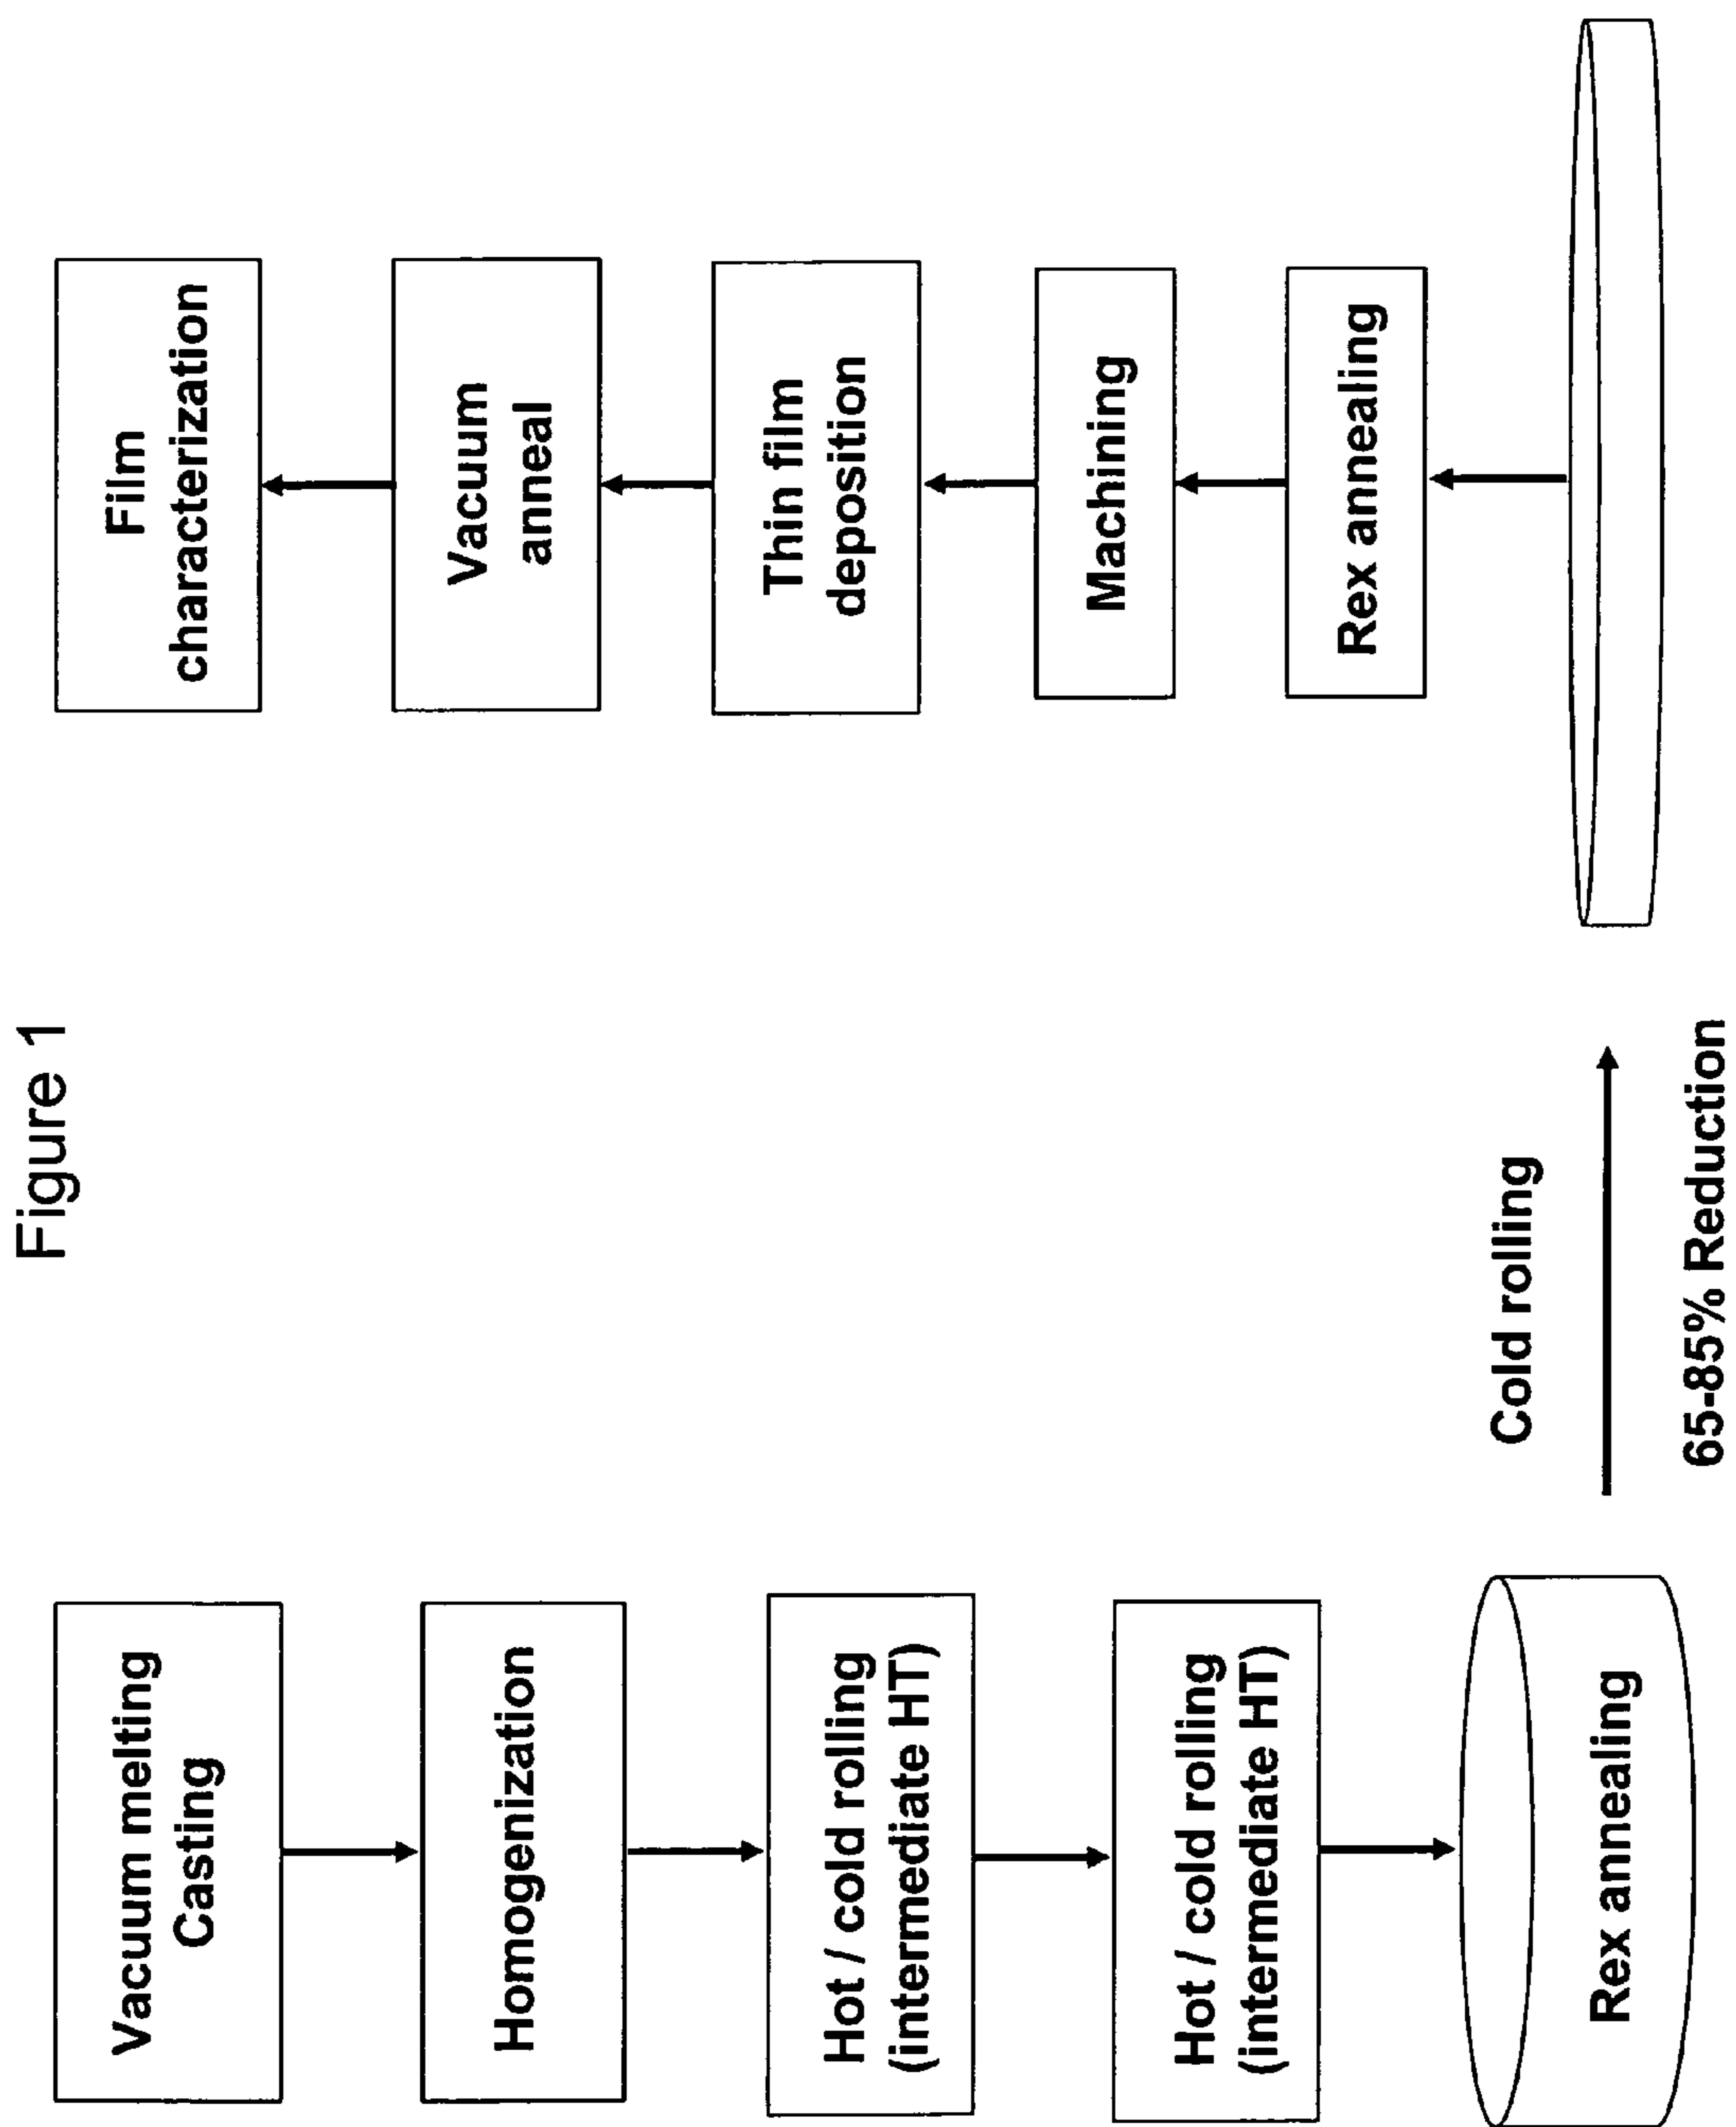 Figure 1
Vacuum melting
Casting
Homogenization
Hot / cold rolling
(intermediate HT)
Hot / cold rolling
(intermediate HT)
Rex annealing
Cold rolling
65-85% Reduction
Rex annealing
Machining
Thin film
deposition
Vacuum
anneal
Film
characterization